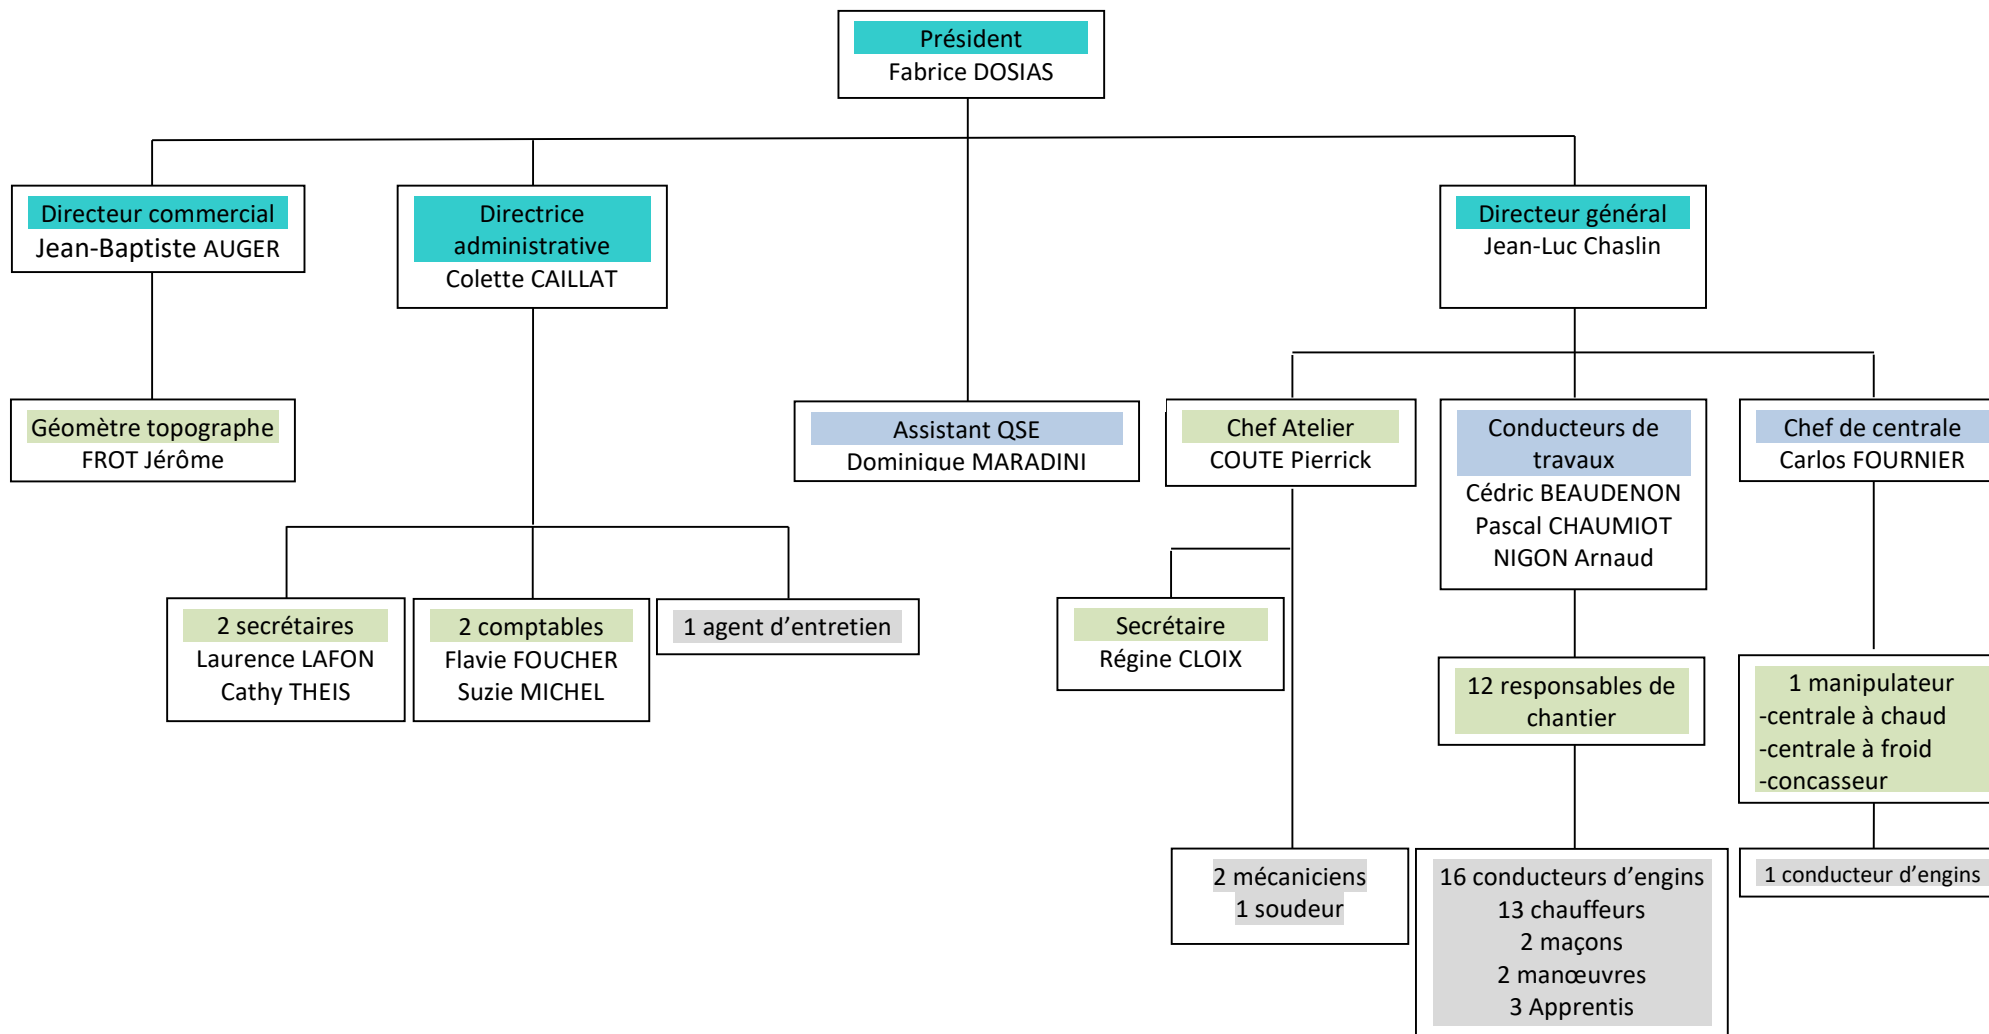 Président
Fabrice DOSIAS
Directeur commercial
Jean-Baptiste AUGER
Directrice
administrative
Colette CAILLAT
Directeur général
Jean-Luc Chaslin
Géomètre topographe
FROT Jérôme
Assistant QSE
Dominique MARADINI
Chef Atelier
COUTE Pierrick
Conducteurs de
travaux
Cédric BEAUDENON
Pascal CHAUMIOT
NIGON Arnaud
Chef de centrale
Carlos FOURNIER
2 secrétaires
Laurence LAFON
Cathy THEIS
2 comptables
Flavie FOUCHER
Suzie MICHEL
1 agent d’entretien
Secrétaire
Régine CLOIX
12 responsables de
chantier
1 manipulateur
-centrale à chaud
-centrale à froid
-concasseur
2 mécaniciens
1 soudeur
16 conducteurs d’engins
13 chauffeurs
2 maçons
2 manœuvres
3 Apprentis
1 conducteur d’engins